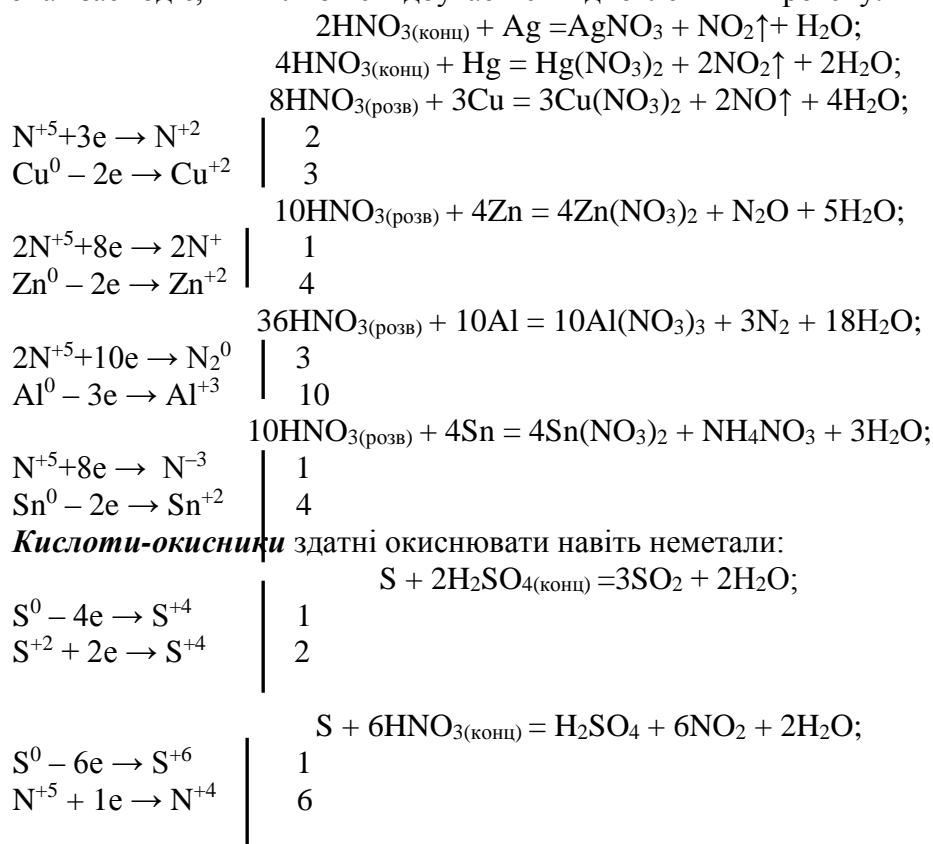 2HNO₃₍конц₎ + Ag =AgNO₃ + NO₂↑+ H₂O;
4HNO₃₍конц₎ + Hg = Hg(NO₃)₂ + 2NO₂↑ + 2H₂O;
8HNO₃₍розв₎ + 3Cu = 3Cu(NO₃)₂ + 2NO↑ + 4H₂O;
N⁺⁵+3e → N⁺² | 2
Cu⁰ – 2e → Cu⁺² | 3
10HNO₃₍розв₎ + 4Zn = 4Zn(NO₃)₂ + N₂O + 5H₂O;
2N⁺⁵+8e → 2N⁺ | 1
Zn⁰ – 2e → Zn⁺² | 4
36HNO₃₍розв₎ + 10Al = 10Al(NO₃)₃ + 3N₂ + 18H₂O;
2N⁺⁵+10e → N₂⁰ | 3
Al⁰ – 3e → Al⁺³ | 10
10HNO₃₍розв₎ + 4Sn = 4Sn(NO₃)₂ + NH₄NO₃ + 3H₂O;
N⁺⁵+8e → N⁻³ | 1
Sn⁰ – 2e → Sn⁺² | 4
Кислоти-окисники здатні окиснювати навіть неметали:
S + 2H₂SO₄₍конц₎ =3SO₂ + 2H₂O;
S⁰ – 4e → S⁺⁴ | 1
S⁺² + 2e → S⁺⁴ | 2
S + 6HNO₃₍конц₎ = H₂SO₄ + 6NO₂ + 2H₂O;
S⁰ – 6e → S⁺⁶ | 1
N⁺⁵ + 1e → N⁺⁴ | 6